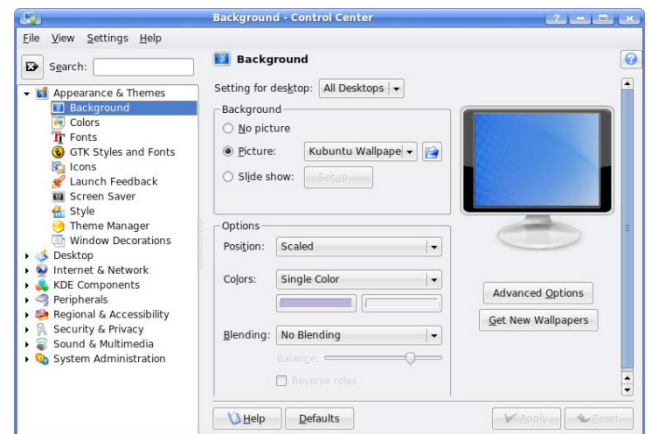 Background - Control Center
File View Settings Help
Search:
Appearance & Themes
Background
Colors
Fonts
GTK Styles and Fonts
Icons
Launch Feedback
Screen Saver
Style
Theme Manager
Window Decorations
Desktop
Internet & Network
KDE Components
Peripherals
Regional & Accessibility
Security & Privacy
Sound & Multimedia
System Administration
Background
Setting for desktop: All Desktops
Background
No picture
Picture: Kubuntu Wallpape
Slide show: Setup...
Options
Position: Scaled
Colors: Single Color
Blending: No Blending
Balance:
Reverse roles
Advanced Options
Get New Wallpapers
Help Defaults Apply Reset